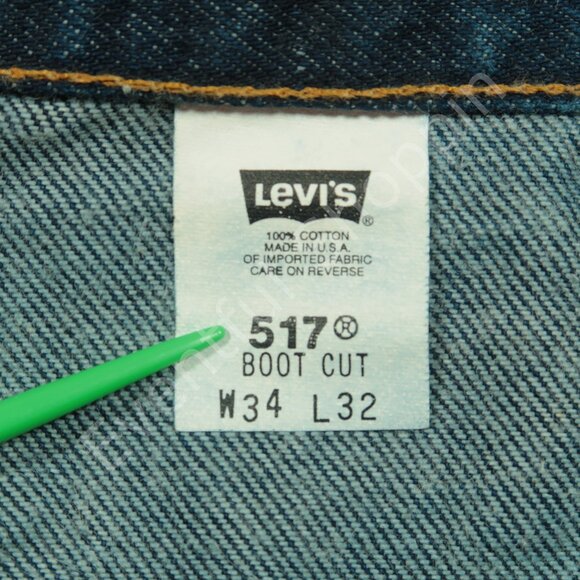 Levi's ®
100% COTTON
MADE IN U.S.A.
OF IMPORTED FABRIC
CARE ON REVERSE
517®
BOOT CUT
W34 L32